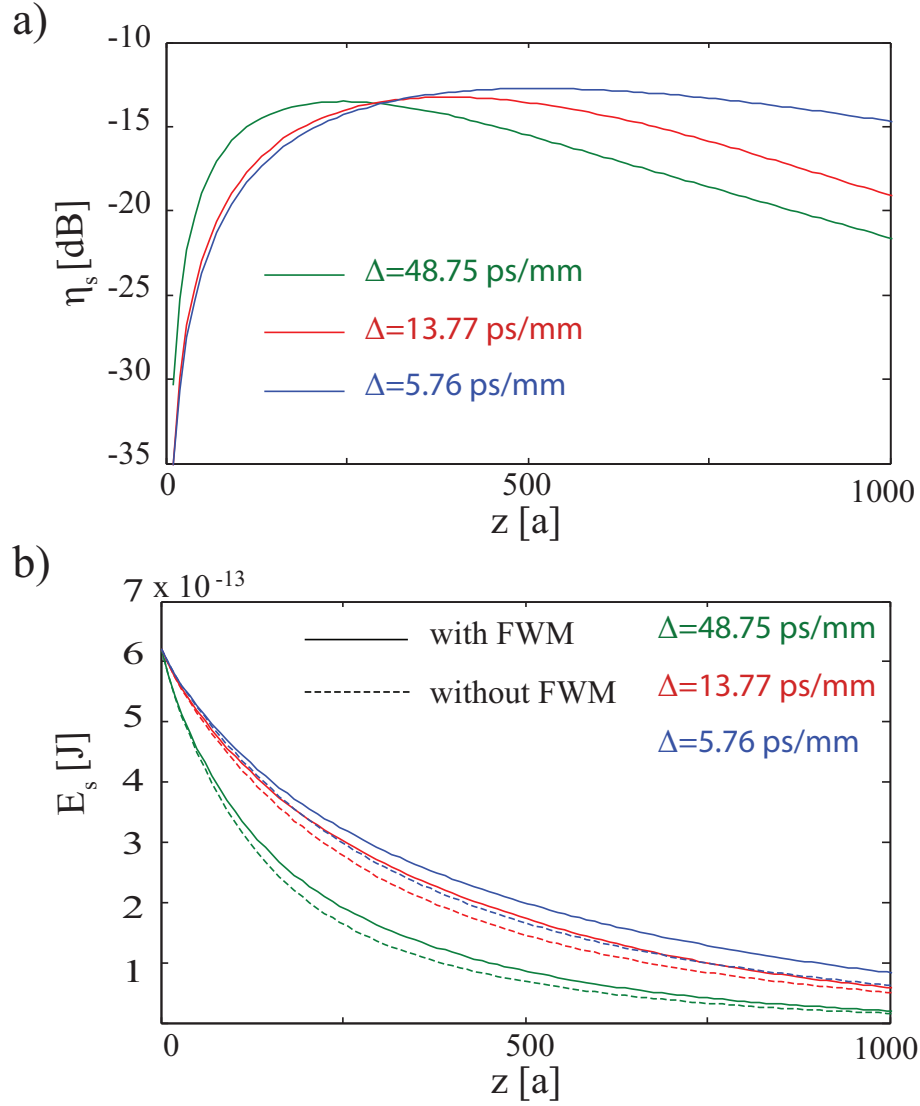 a)
-10
-15
-20
-25
-30
-35
η_s [dB]
Δ=48.75 ps/mm
Δ=13.77 ps/mm
Δ=5.76 ps/mm
0 500 1000
z [a]
b)
7 x 10 -13
6
5
4
3
2
1
E_s [J]
with FWM
without FWM
Δ=48.75 ps/mm
Δ=13.77 ps/mm
Δ=5.76 ps/mm
0 500 1000
z [a]